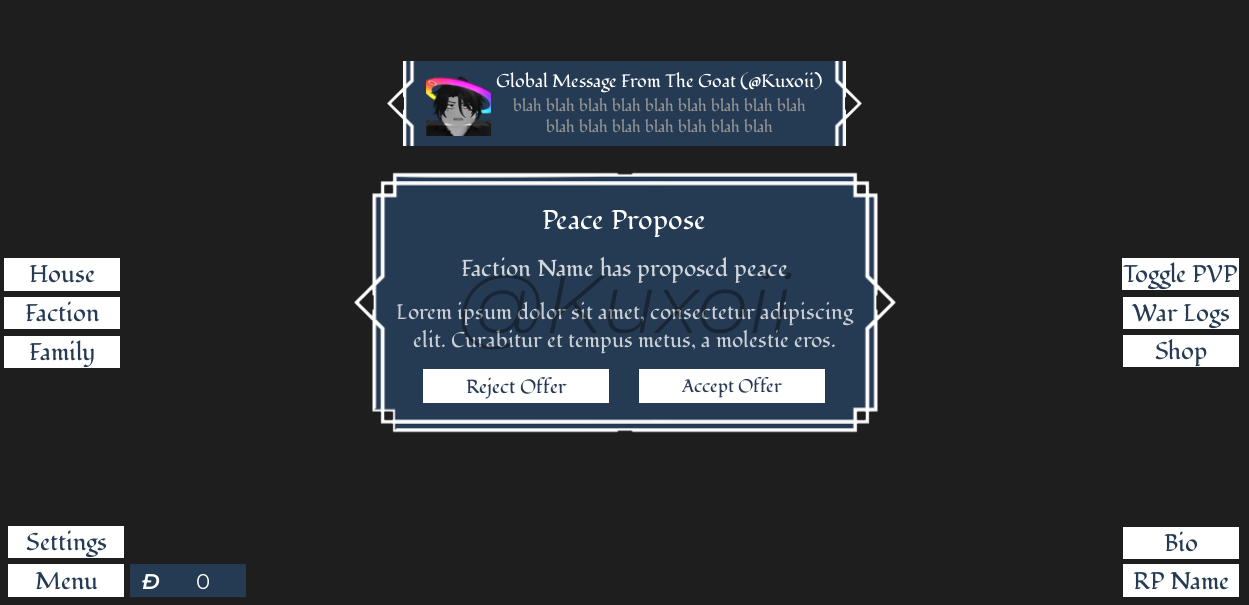 Global Message From The Goat (@Kuxoii)
blah blah blah blah blah blah blah blah blah
blah blah blah blah blah blah blah
Peace Propose
Faction Name has proposed peace
@Kuxoii
Lorem ipsum dolor sit amet, consectetur adipiscing
elit. Curabitur et tempus metus, a molestie eros.
Reject Offer
Accept Offer
House
Faction
Family
Toggle PVP
War Logs
Shop
Settings
Menu
Đ 0
Bio
RP Name